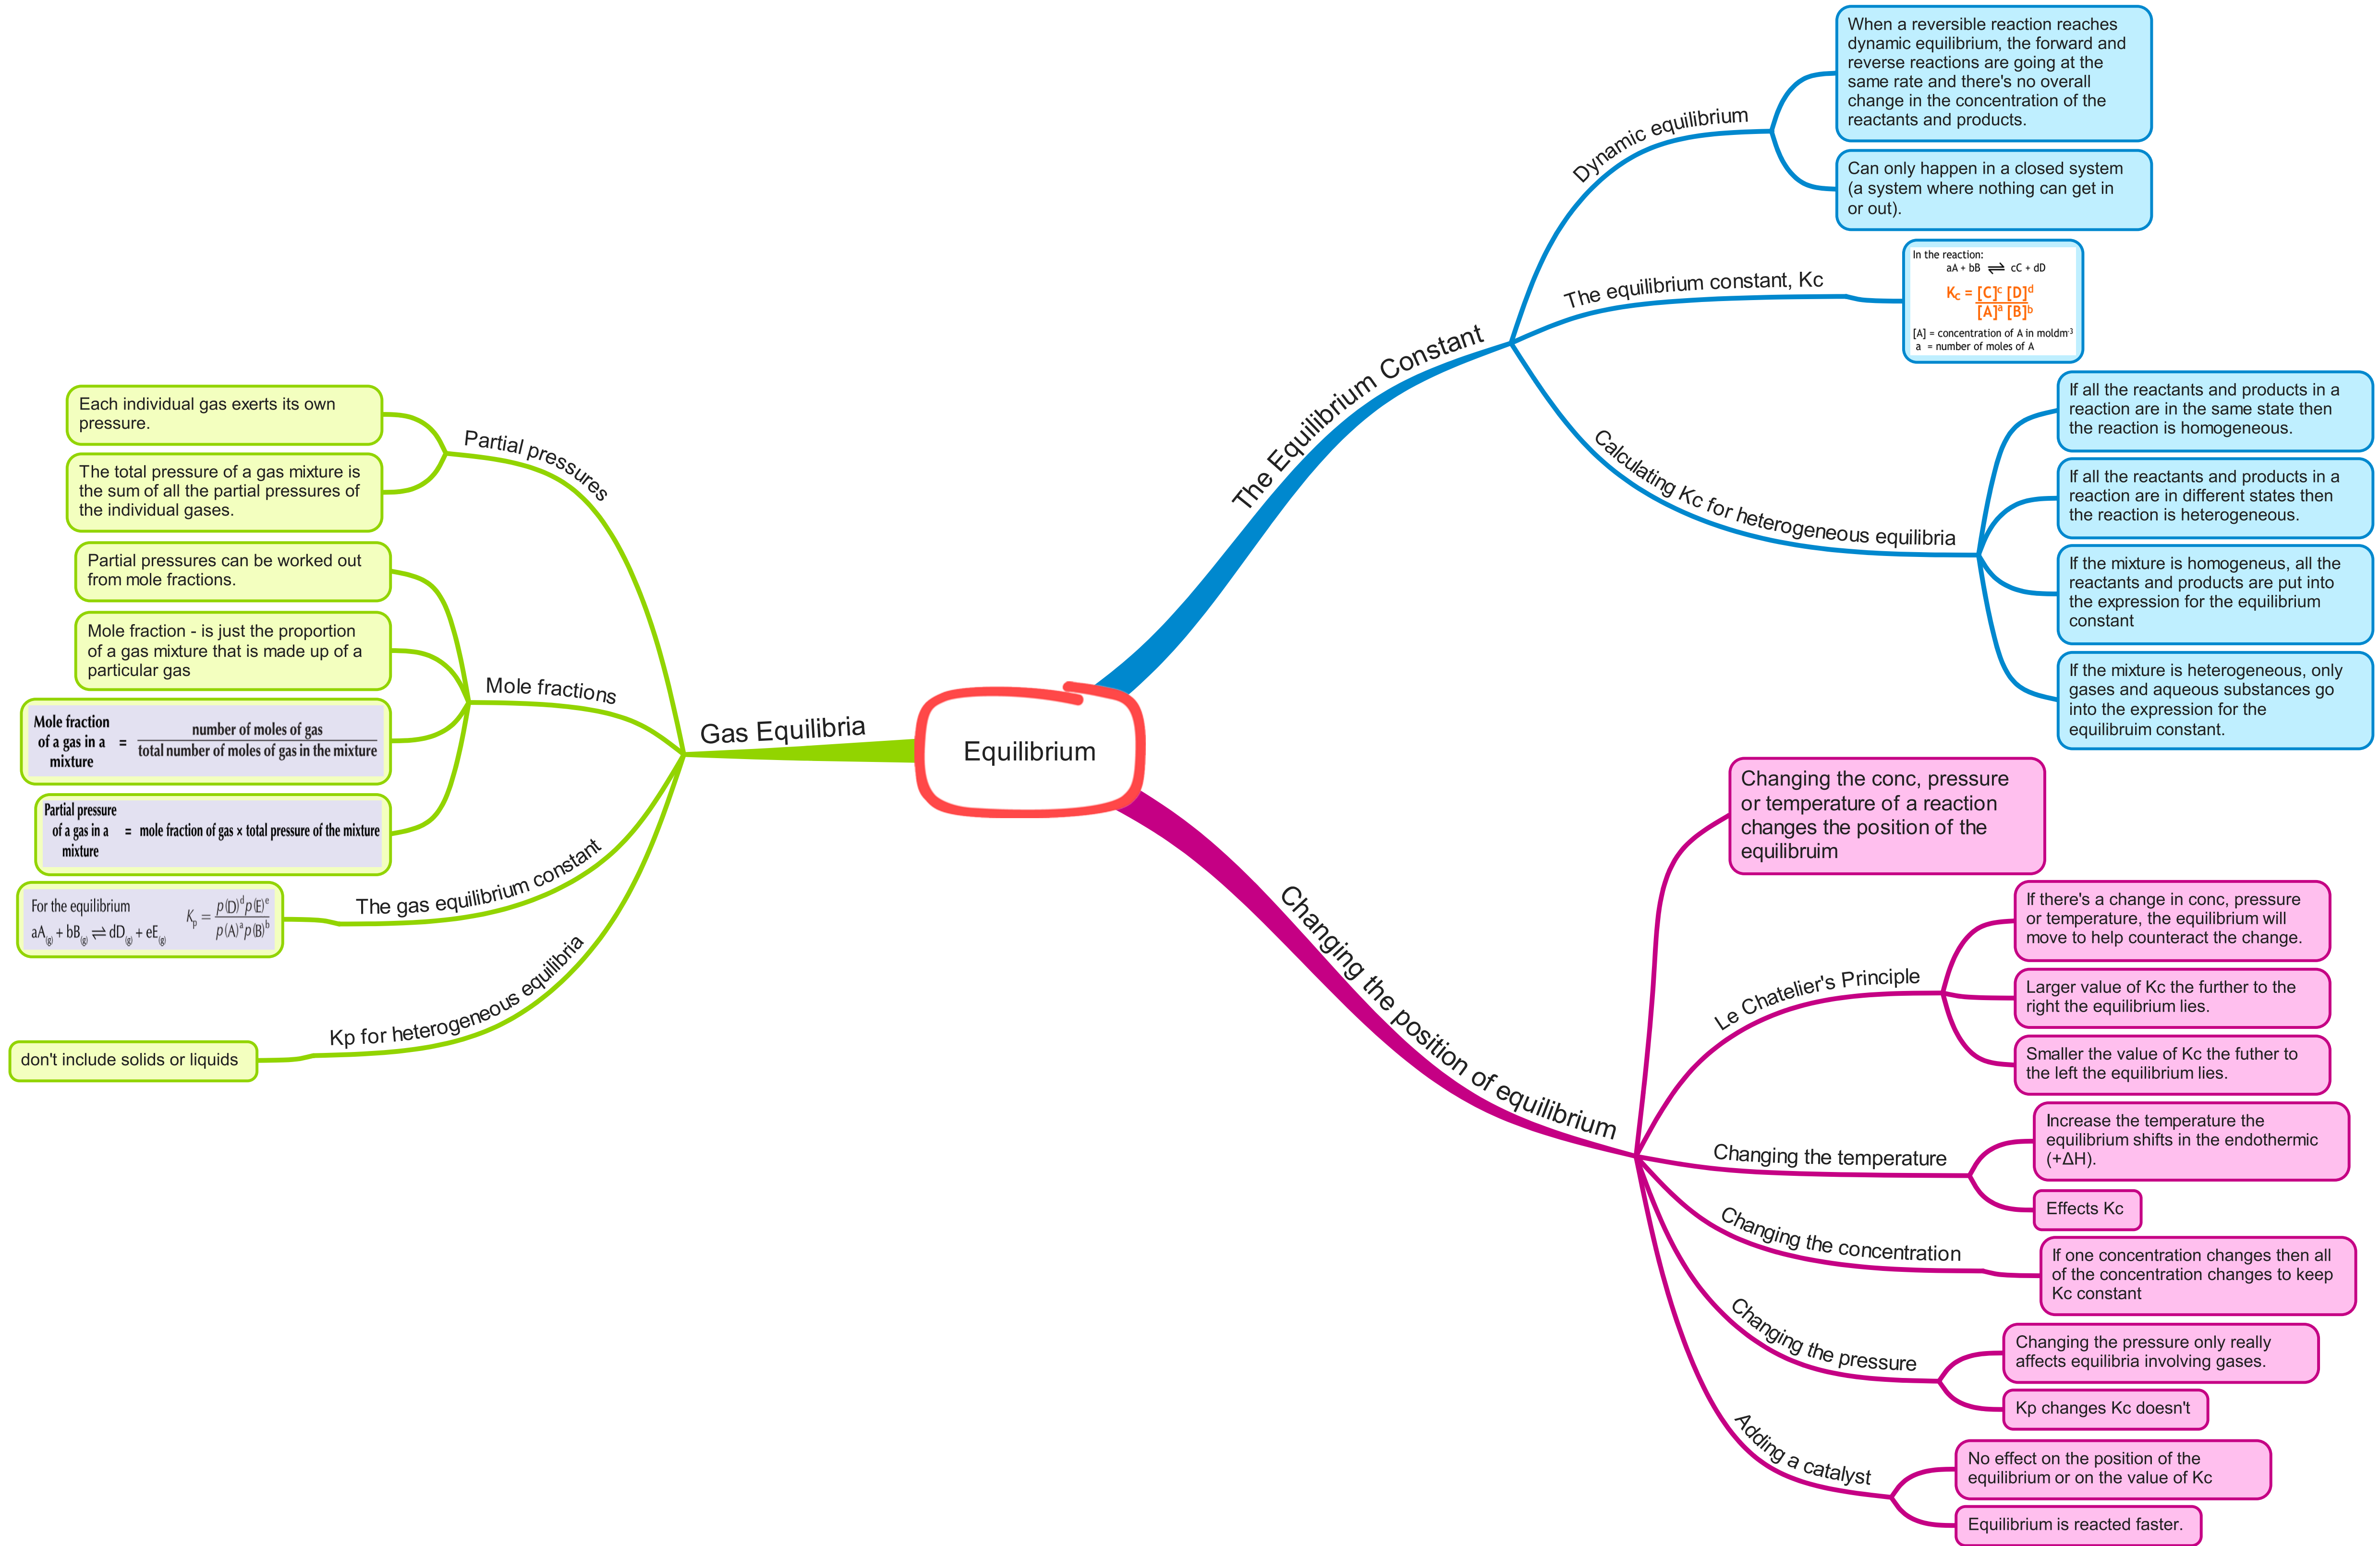 Equilibrium
The Equilibrium Constant
Dynamic equilibrium
When a reversible reaction reaches
dynamic equilibrium, the forward and
reverse reactions are going at the
same rate and there's no overall
change in the concentration of the
reactants and products.
Can only happen in a closed system
(a system where nothing can get in
or out).
The equilibrium constant, Kc
In the reaction:
aA + bB ⇌ cC + dD
Kc = [C]ᶜ [D]ᵈ
[A]ᵃ [B]ᵇ
[A] = concentration of A in moldm⁻³
a = number of moles of A
Calculating Kc for heterogeneous equilibria
If all the reactants and products in a
reaction are in the same state then
the reaction is homogeneous.
If all the reactants and products in a
reaction are in different states then
the reaction is heterogeneous.
If the mixture is homogeneus, all the
reactants and products are put into
the expression for the equilibrium
constant
If the mixture is heterogeneous, only
gases and aqueous substances go
into the expression for the
equilibruim constant.
Changing the position of equilibrium
Changing the conc, pressure
or temperature of a reaction
changes the position of the
equilibruim
Le Chatelier's Principle
If there's a change in conc, pressure
or temperature, the equilibrium will
move to help counteract the change.
Larger value of Kc the further to the
right the equilibrium lies.
Smaller the value of Kc the futher to
the left the equilibrium lies.
Changing the temperature
Increase the temperature the
equilibrium shifts in the endothermic
(+ΔH).
Effects Kc
Changing the concentration
If one concentration changes then all
of the concentration changes to keep
Kc constant
Changing the pressure
Changing the pressure only really
affects equilibria involving gases.
Kp changes Kc doesn't
Adding a catalyst
No effect on the position of the
equilibrium or on the value of Kc
Equilibrium is reacted faster.
Gas Equilibria
Partial pressures
Each individual gas exerts its own
pressure.
The total pressure of a gas mixture is
the sum of all the partial pressures of
the individual gases.
Mole fractions
Partial pressures can be worked out
from mole fractions.
Mole fraction - is just the proportion
of a gas mixture that is made up of a
particular gas
Mole fraction
of a gas in a
mixture
=
number of moles of gas
total number of moles of gas in the mixture
Partial pressure
of a gas in a
mixture
= mole fraction of gas × total pressure of the mixture
The gas equilibrium constant
For the equilibrium
aA(g) + bB(g) ⇌ dD(g) + eE(g)
Kp = p(D)ᵈ p(E)ᵉ
p(A)ᵃ p(B)ᵇ
Kp for heterogeneous equilibria
don't include solids or liquids